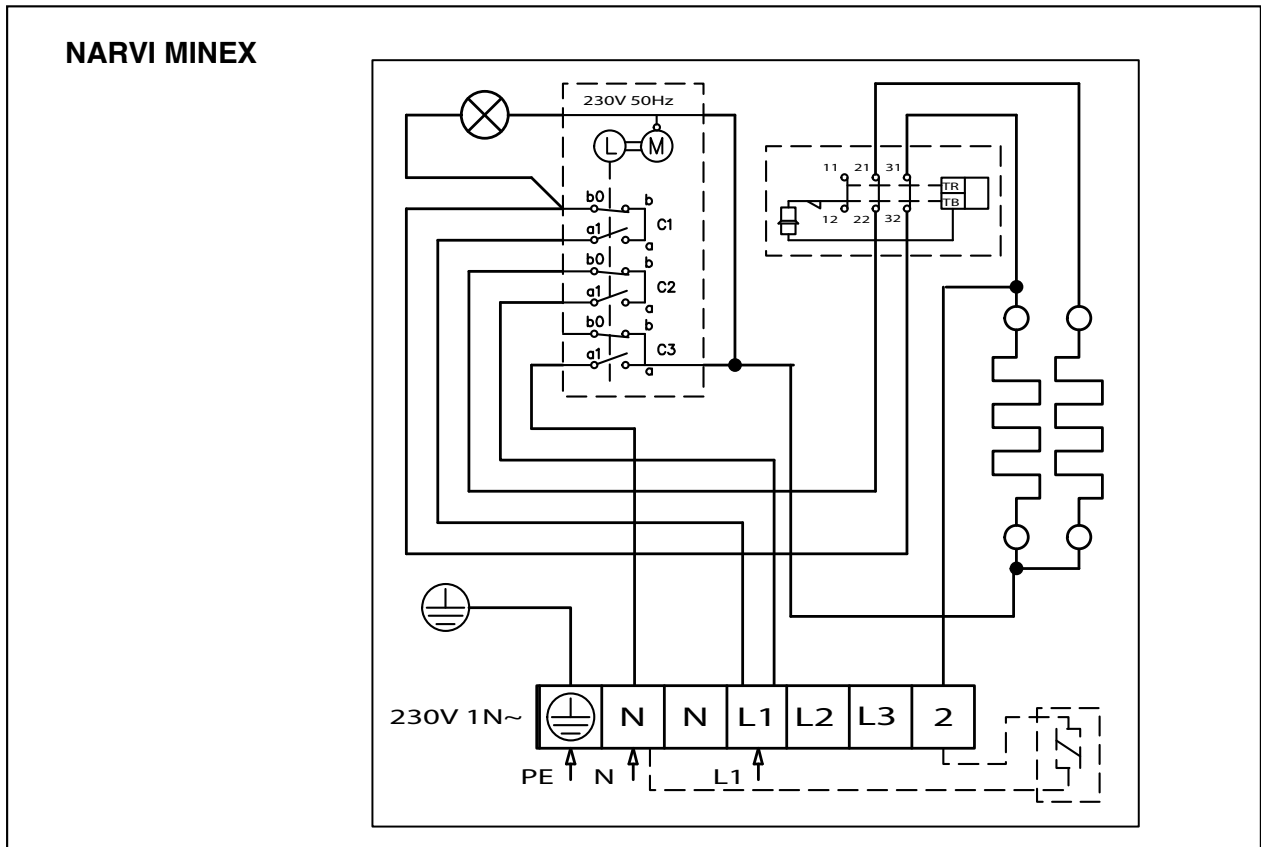 NARVI MINEX
230V 50Hz
L M
b0 b
C1
a1 a
b0 b
C2
a1 a
b0 b
C3
a1 a
11 21 31
TR
TB
12 22 32
230V 1N~ N N L1 L2 L3 2
PE N L1